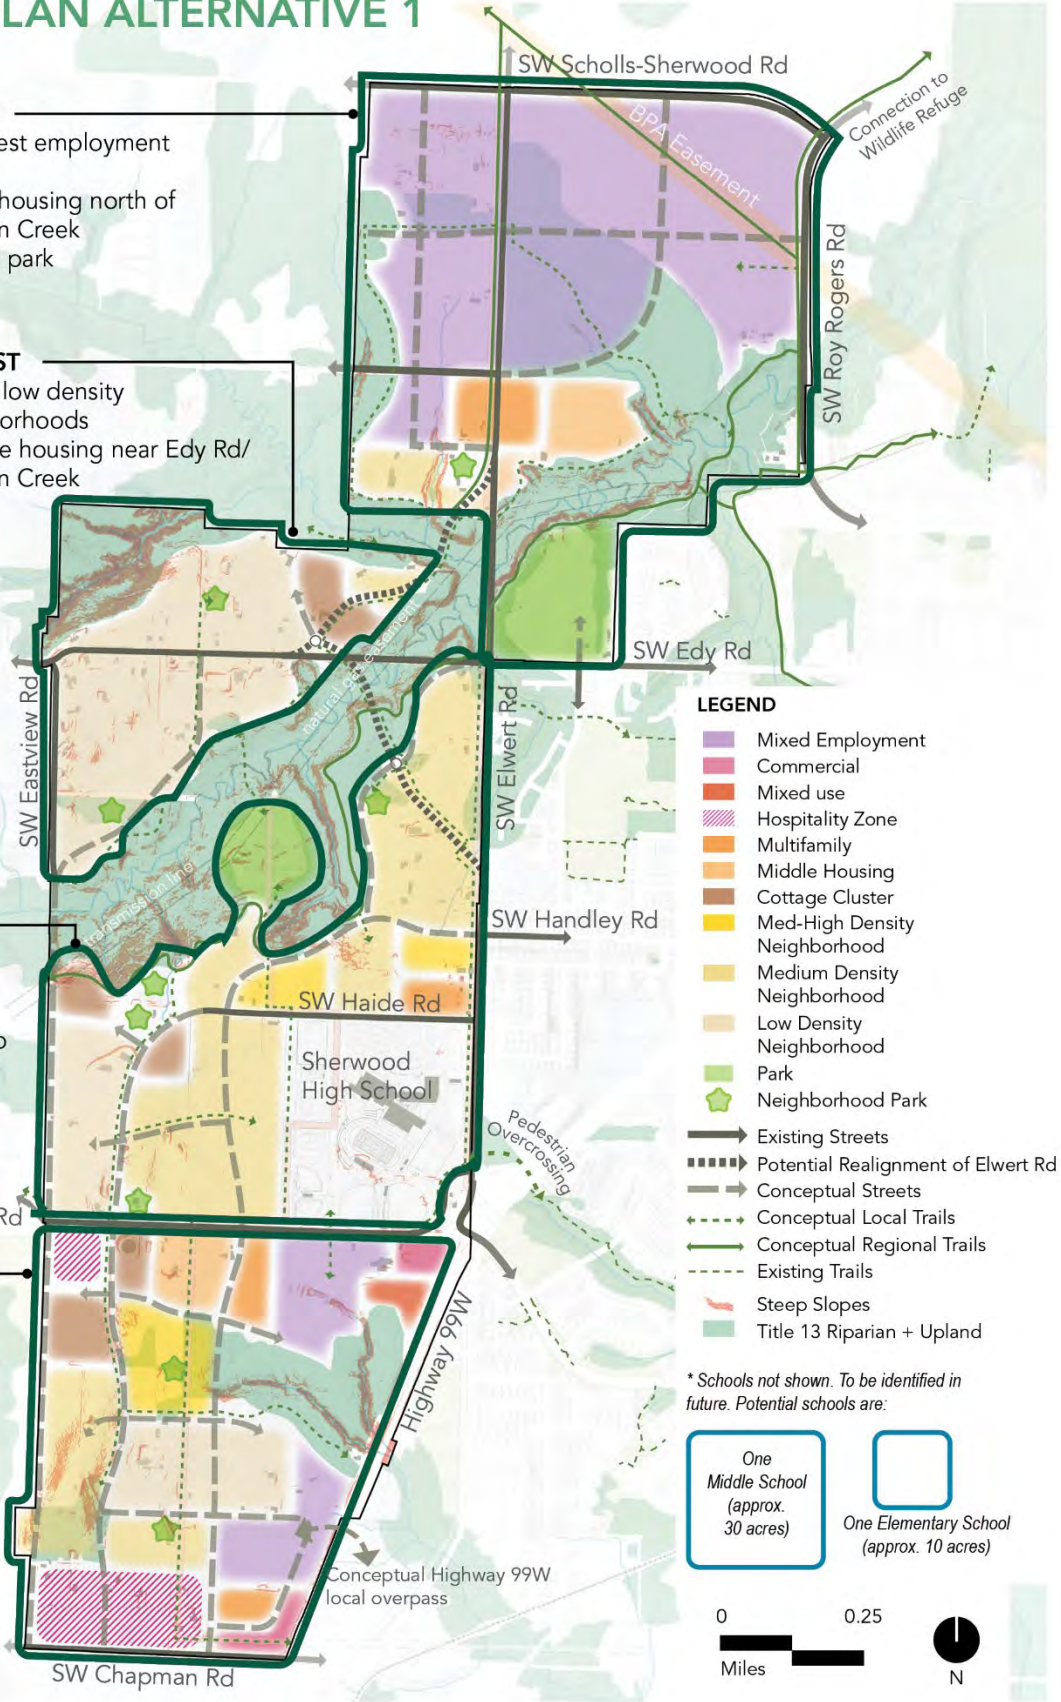 LAN ALTERNATIVE 1
SW Scholls-Sherwood Rd
Connection to
Wildlife Refuge
BPA Easement
est employment
housing north of
n Creek
park
SW Roy Rogers Rd
ST
low density
orhoods
e housing near Edy Rd/
n Creek
SW Edy Rd
natural gas easement
SW Eastview Rd
SW Elwert Rd
transmission line
SW Handley Rd
SW Haide Rd
Sherwood
High School
Pedestrian
Overcrossing
Rd
Highway 99W
Conceptual Highway 99W
local overpass
SW Chapman Rd
LEGEND
Mixed Employment
Commercial
Mixed use
Hospitality Zone
Multifamily
Middle Housing
Cottage Cluster
Med-High Density
Neighborhood
Medium Density
Neighborhood
Low Density
Neighborhood
Park
Neighborhood Park
Existing Streets
Potential Realignment of Elwert Rd
Conceptual Streets
Conceptual Local Trails
Conceptual Regional Trails
Existing Trails
Steep Slopes
Title 13 Riparian + Upland
* Schools not shown. To be identified in
future. Potential schools are:
One
Middle School
(approx.
30 acres)
One Elementary School
(approx. 10 acres)
0 0.25
Miles
N